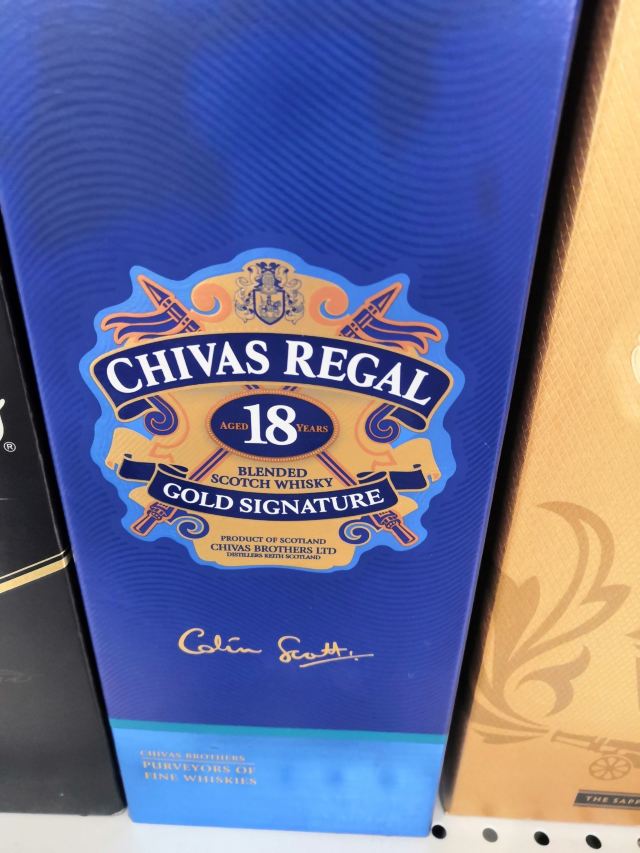 CHIVAS REGAL
AGED 18 YEARS
BLENDED
SCOTCH WHISKY
GOLD SIGNATURE
PRODUCT OF SCOTLAND
CHIVAS BROTHERS LTD
DISTILLERS KEITH SCOTLAND
Colin Scott.
CHIVAS BROTHERS
PURVEYORS OF
FINE WHISKIES
®
THE